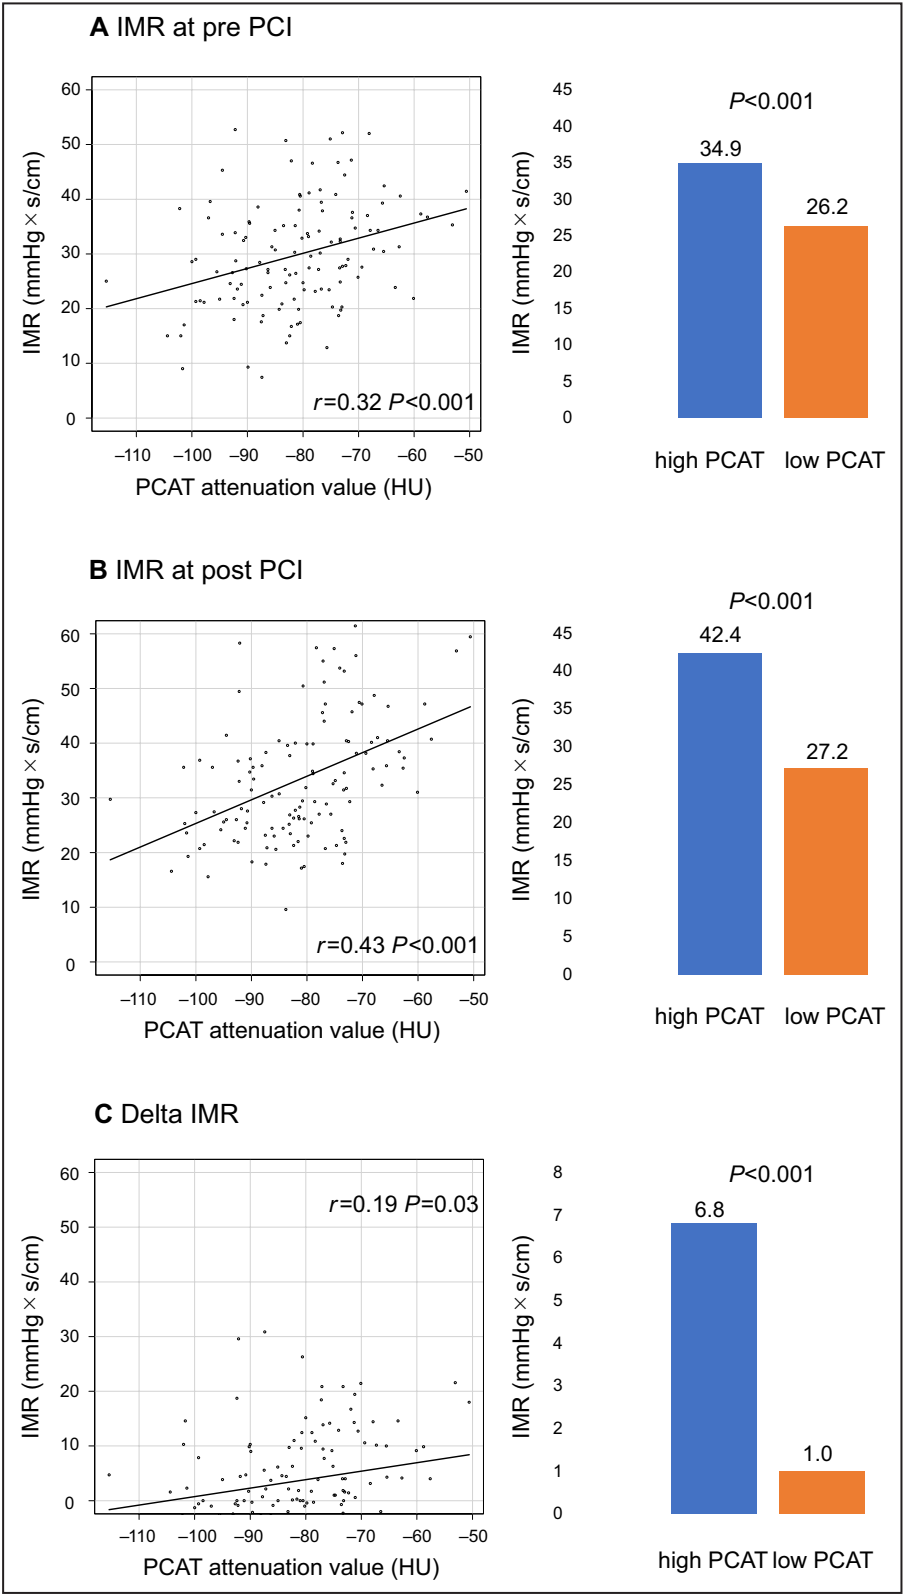 A IMR at pre PCI
60
50
40
30
20
10
0
IMR (mmHg × s/cm)
r=0.32 P<0.001
–110 –100 –90 –80 –70 –60 –50
PCAT attenuation value (HU)
45
40
35
30
25
20
15
10
5
0
IMR (mmHg × s/cm)
P<0.001
34.9
26.2
high PCAT low PCAT
B IMR at post PCI
60
50
40
30
20
10
0
IMR (mmHg × s/cm)
r=0.43 P<0.001
–110 –100 –90 –80 –70 –60 –50
PCAT attenuation value (HU)
45
40
35
30
25
20
15
10
5
0
IMR (mmHg × s/cm)
P<0.001
42.4
27.2
high PCAT low PCAT
C Delta IMR
60
50
40
30
20
10
0
IMR (mmHg × s/cm)
r=0.19 P=0.03
–110 –100 –90 –80 –70 –60 –50
PCAT attenuation value (HU)
8
7
6
5
4
3
2
1
0
IMR (mmHg × s/cm)
P<0.001
6.8
1.0
high PCAT low PCAT